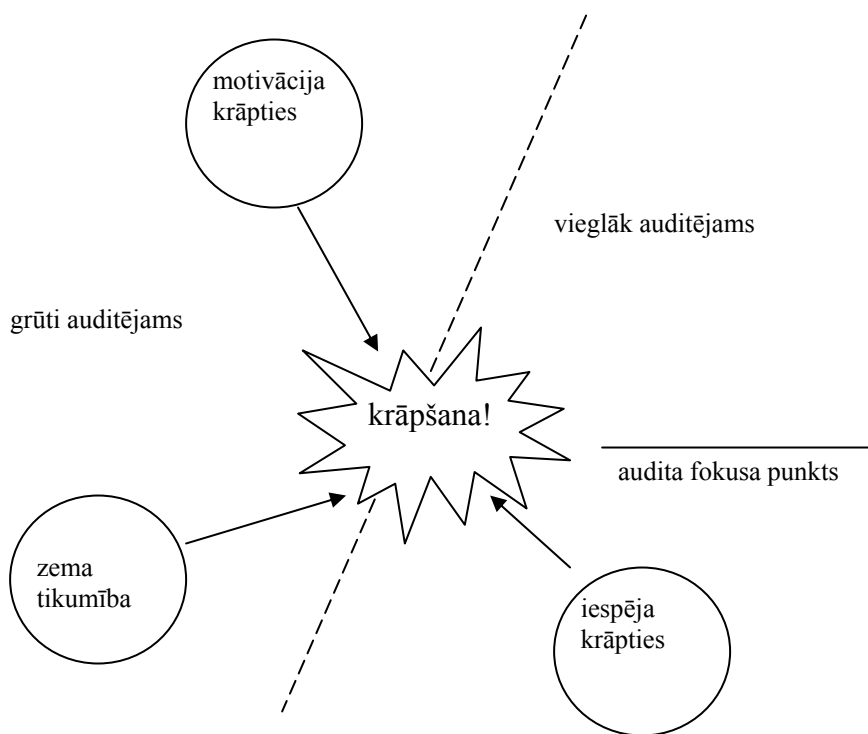 motivācija
krāpties
vieglāk auditējams
grūti auditējams
krāpšana!
audita fokusa punkts
zema
tikumība
iespēja
krāpties